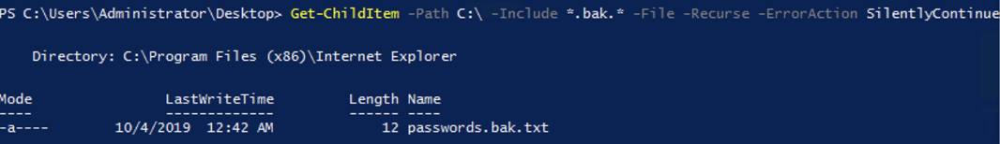 PS C:\Users\Administrator\Desktop> Get-ChildItem -Path C:\ -Include *.bak.* -File -Recurse -ErrorAction SilentlyContinue
Directory: C:\Program Files (x86)\Internet Explorer
Mode LastWriteTime Length Name
---- ------------- ------ ----
-a---- 10/4/2019 12:42 AM 12 passwords.bak.txt